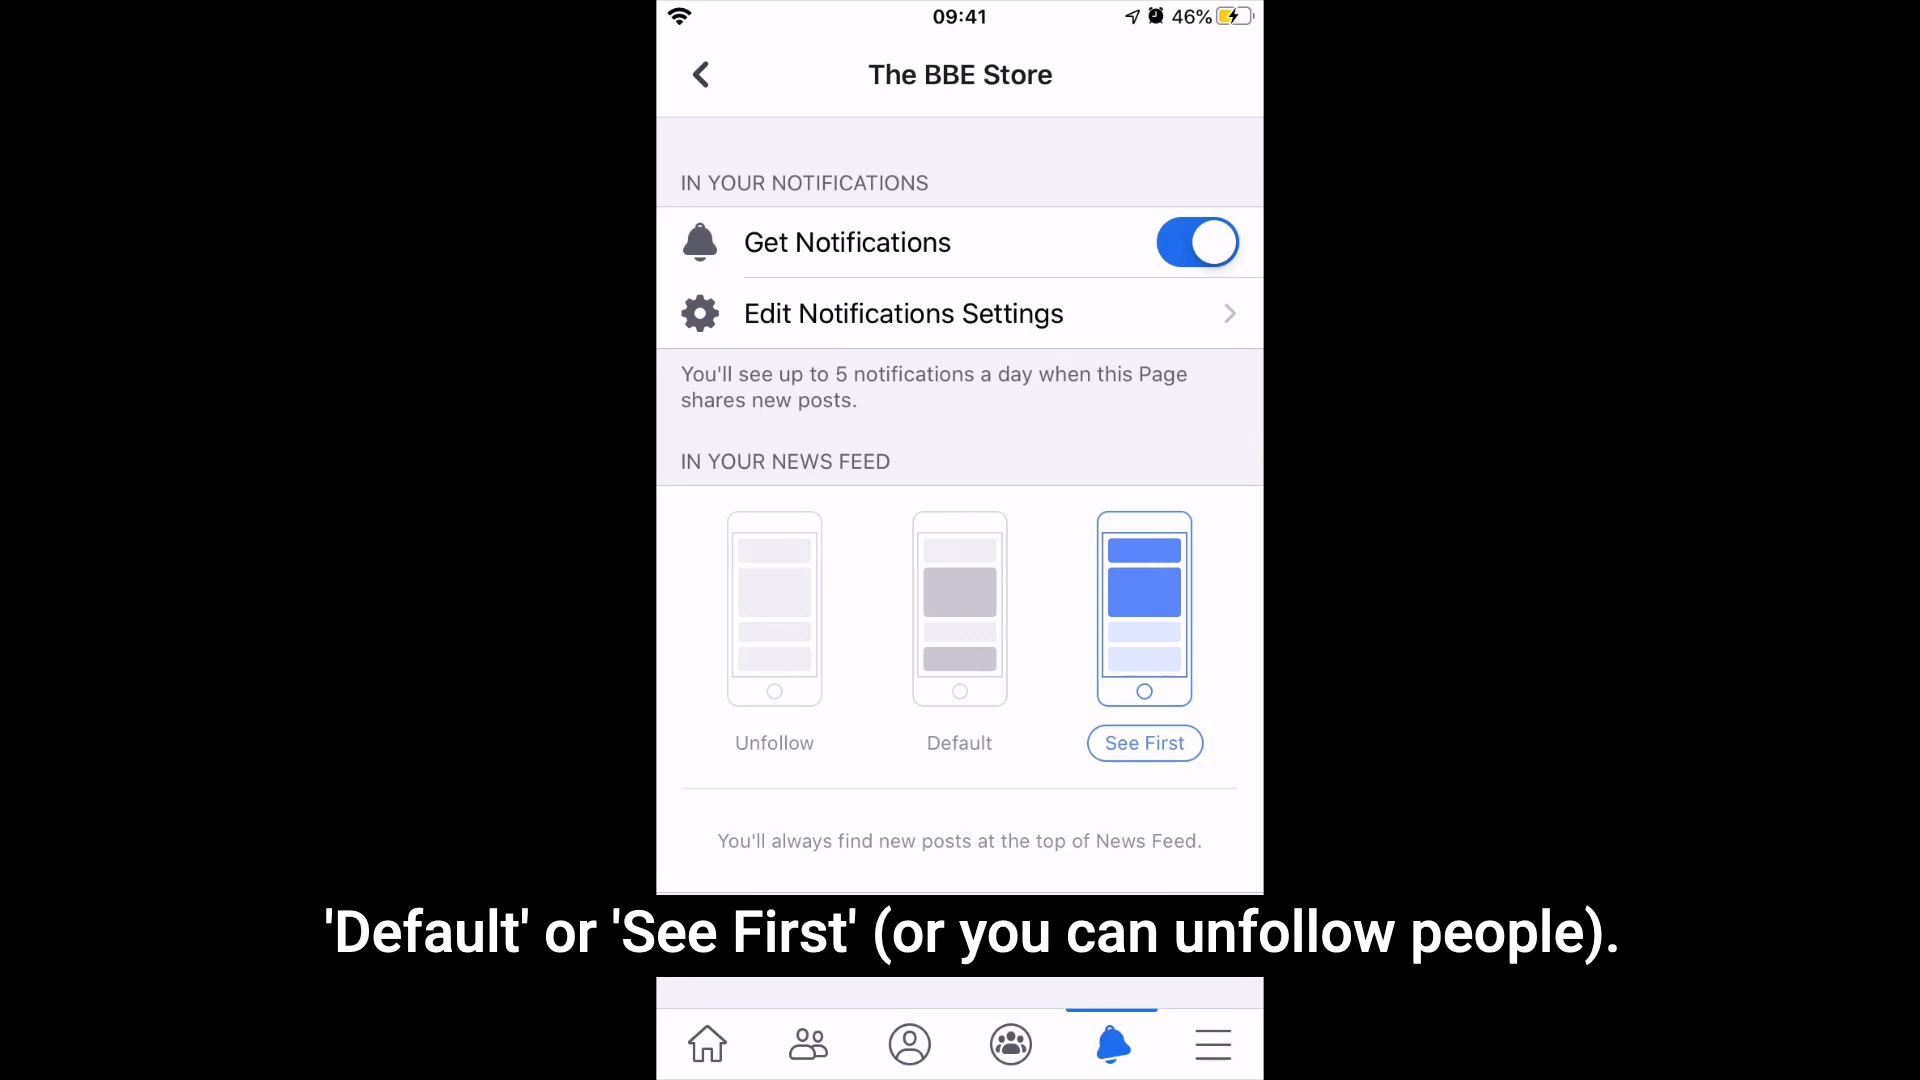 09:41
46%
The BBE Store
IN YOUR NOTIFICATIONS
Get Notifications
Edit Notifications Settings
You'll see up to 5 notifications a day when this Page
shares new posts.
IN YOUR NEWS FEED
Unfollow
Default
See First
You'll always find new posts at the top of News Feed.
'Default' or 'See First' (or you can unfollow people).